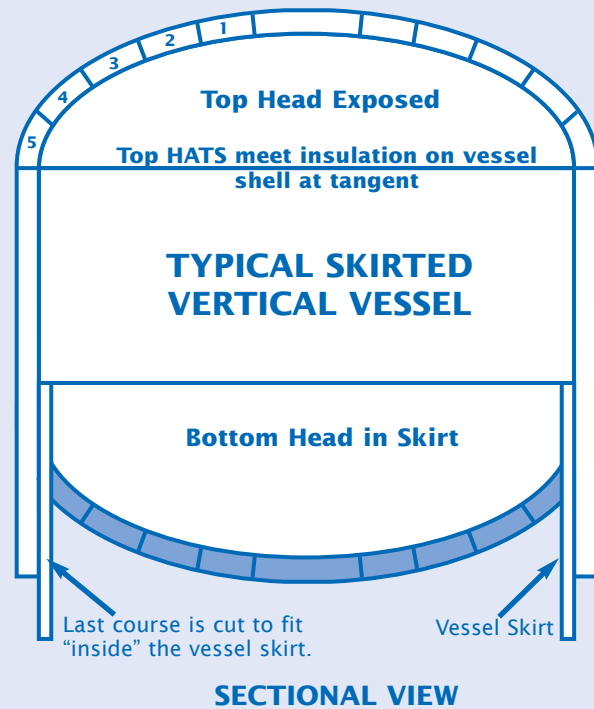 1
2
3
4
5
Top Head Exposed
Top HATS meet insulation on vessel
shell at tangent
TYPICAL SKIRTED
VERTICAL VESSEL
Bottom Head in Skirt
Last course is cut to fit
“inside” the vessel skirt.
Vessel Skirt
SECTIONAL VIEW